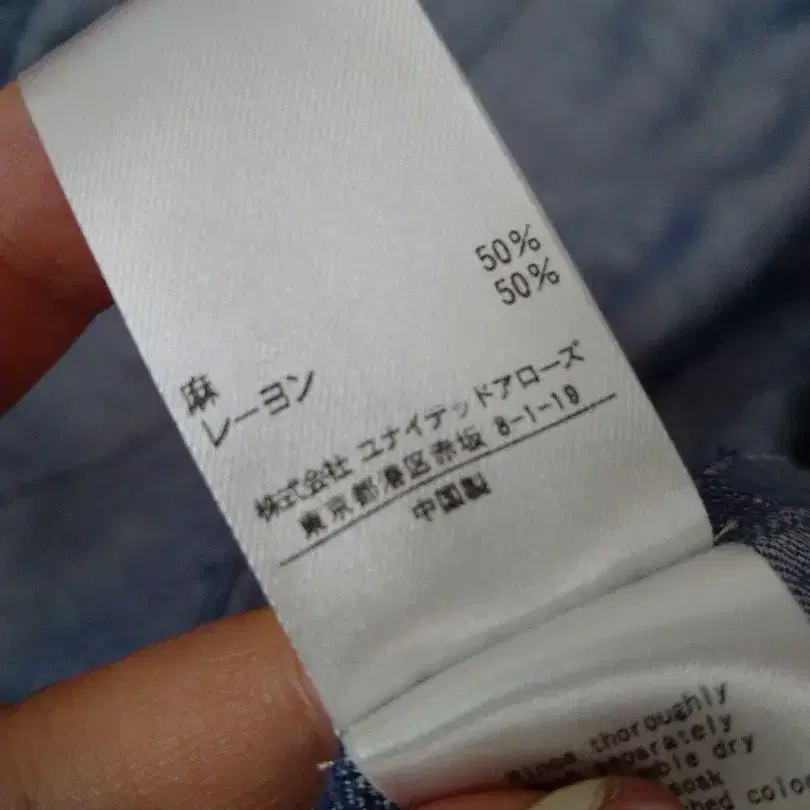 50%
50%
麻
レーヨン
株式会社 ユナイテッドアローズ
東京都港区赤坂 8-1-19
中国製
thoroughly
separately
dry
soak